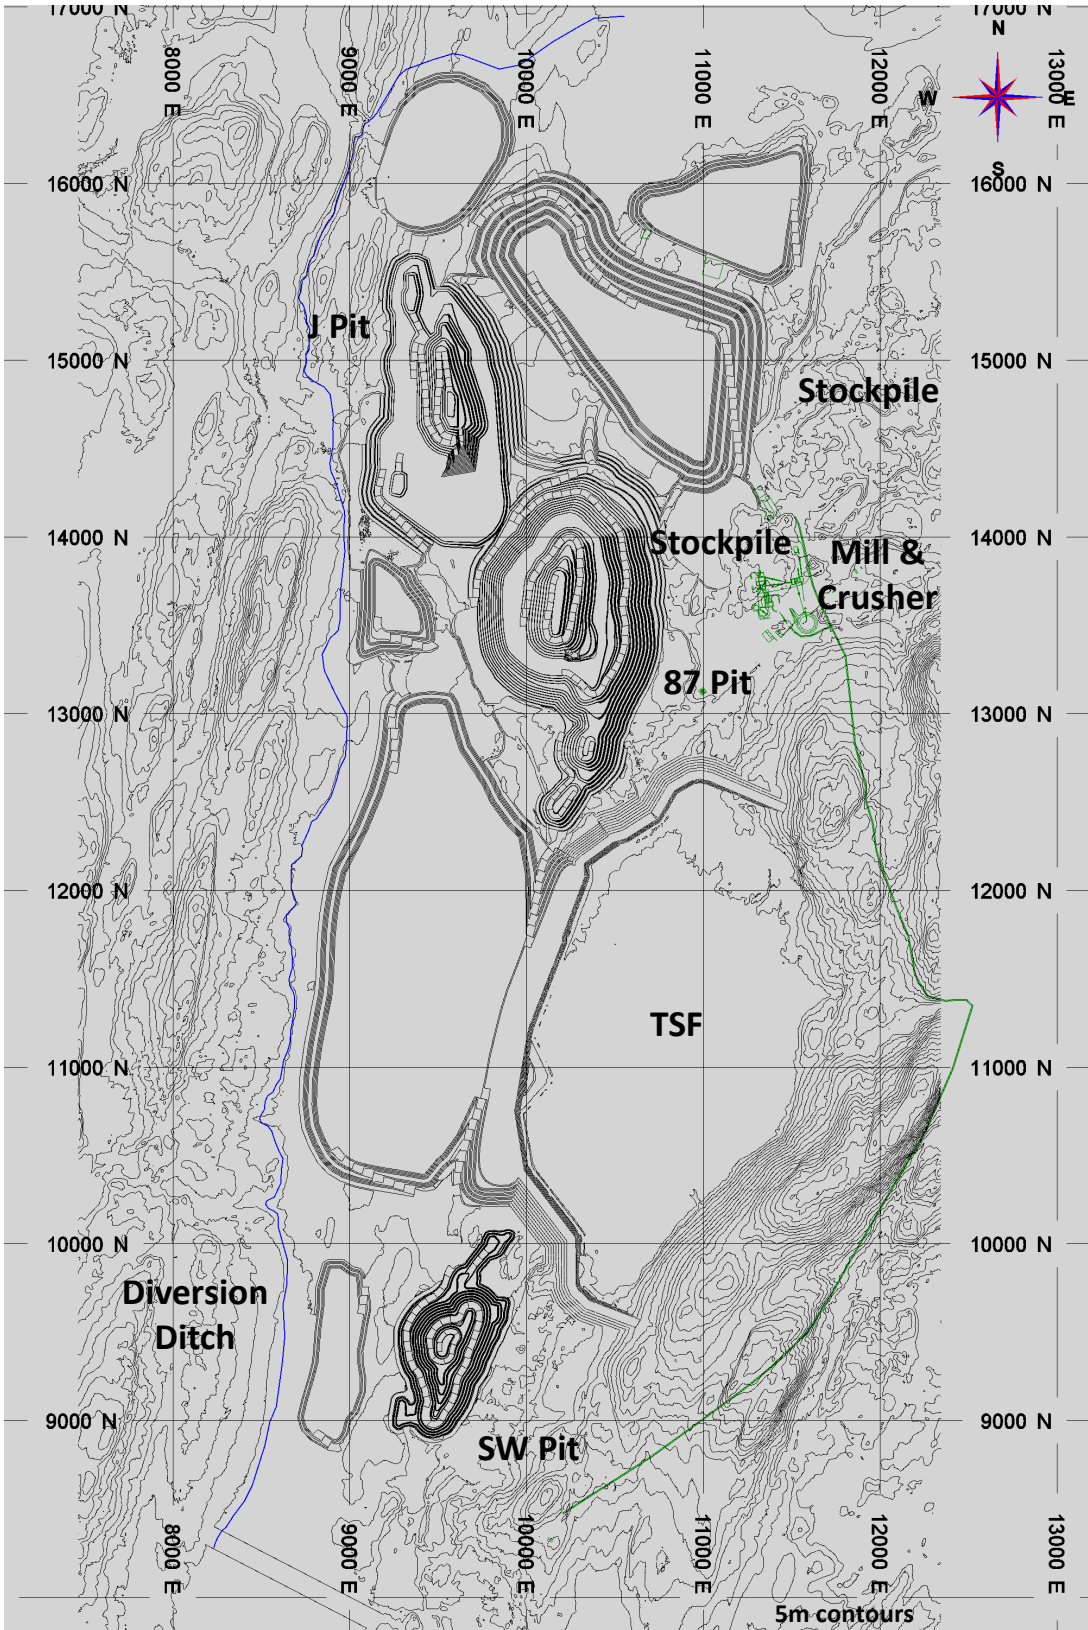 17000 N
17000 N
N
8000 E
9000 E
10000 E
11000 E
12000 E
13000 E
W
E
S
16000 N
16000 N
J Pit
15000 N
15000 N
Stockpile
14000 N
14000 N
Stockpile
Mill &
Crusher
87 Pit
13000 N
13000 N
12000 N
12000 N
TSF
11000 N
11000 N
10000 N
10000 N
Diversion
Ditch
9000 N
9000 N
SW Pit
8000 E
9000 E
10000 E
11000 E
12000 E
13000 E
5m contours